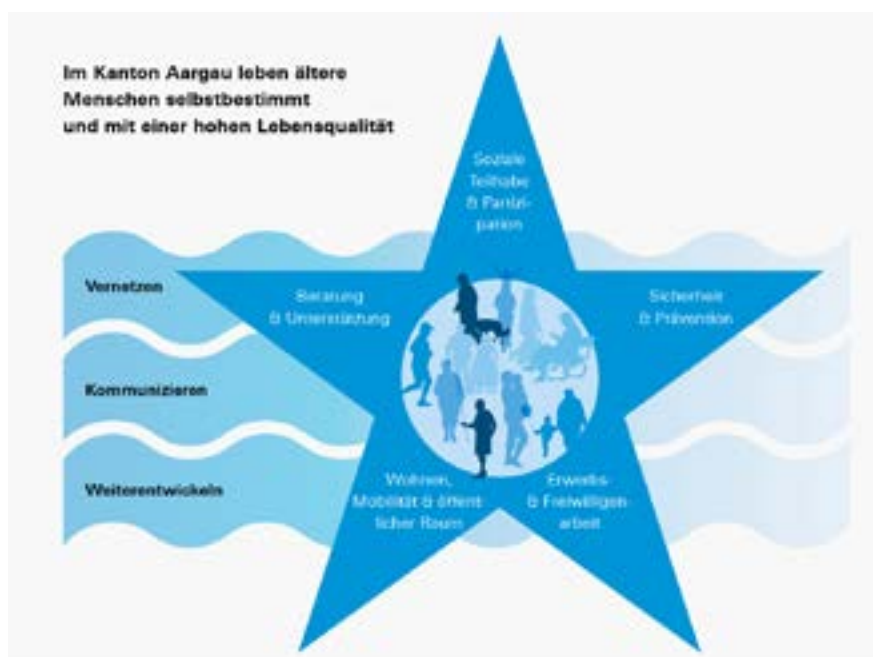 Im Kanton Aargau leben ältere
Menschen selbstbestimmt
und mit einer hohen Lebensqualität
Soziale
Teilhabe
& Partizi-
pation
Vernetzen
Beratung
& Unterstützung
Sicherheit
& Prävention
Kommunizieren
Weiterentwickeln
Wohnen,
Mobilität & öffent
licher Raum
Erwerbs-
& Freiwilligen
arbeit